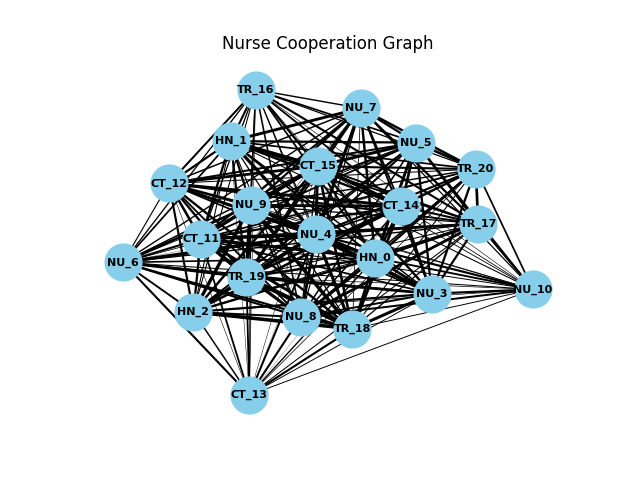 Nurse Cooperation Graph
TR_16
NU_7
HN_1
NU_5
CT_15
TR_20
CT_12
NU_9
CT_14
TR_17
NU_4
CT_11
HN_0
NU_6
TR_19
NU_10
NU_3
HN_2
NU_8
TR_18
CT_13